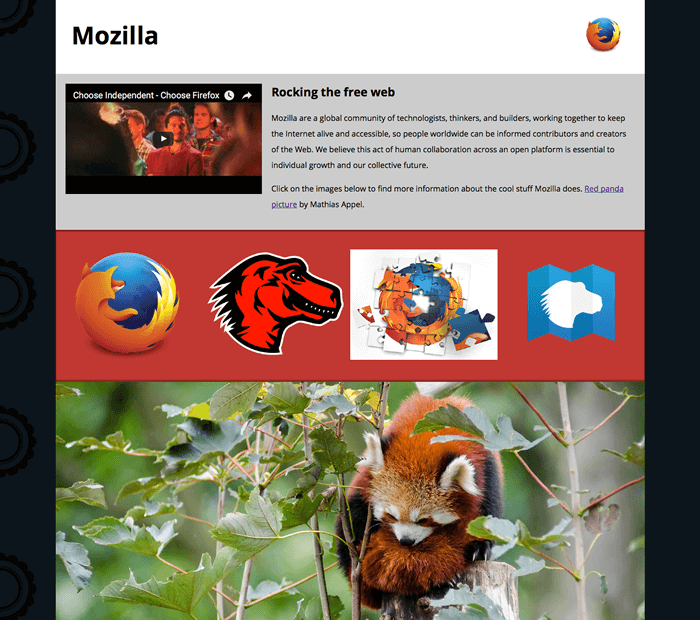 Mozilla
Choose Independent - Choose Firefox
Rocking the free web
Mozilla are a global community of technologists, thinkers, and builders, working together to keep
the Internet alive and accessible, so people worldwide can be informed contributors and creators
of the Web. We believe this act of human collaboration across an open platform is essential to
individual growth and our collective future.
Click on the images below to find more information about the cool stuff Mozilla does. Red panda
picture by Mathias Appel.